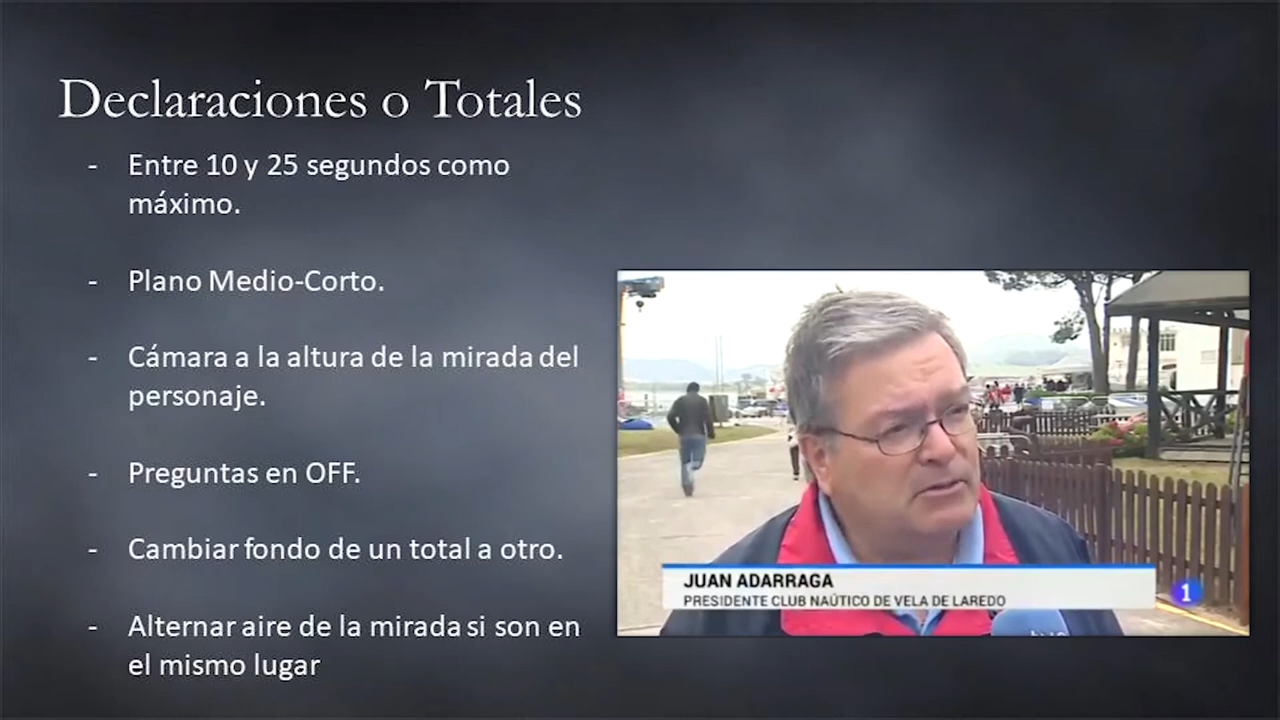 Declaraciones o Totales
- Entre 10 y 25 segundos como
máximo.
- Plano Medio-Corto.
- Cámara a la altura de la mirada del
personaje.
- Preguntas en OFF.
- Cambiar fondo de un total a otro.
- Alternar aire de la mirada si son en
el mismo lugar
JUAN ADARRAGA
PRESIDENTE CLUB NAÚTICO DE VELA DE LAREDO
1